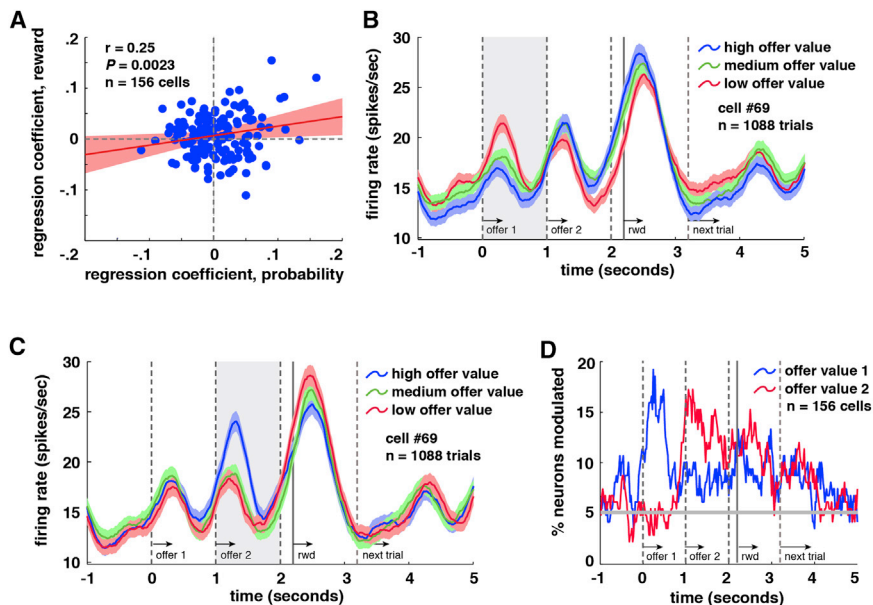 A
.2
.1
0
-.1
-.2
-.1
0
.1
0.2
r = 0.25
P = 0.0023
n = 156 cells
regression coefficient, reward
regression coefficient, probability
B
30
25
20
15
10
-1
0
1
2
3
4
5
firing rate (spikes/sec)
time (seconds)
high offer value
medium offer value
low offer value
cell #69
n = 1088 trials
offer 1
offer 2
rwd
next trial
C
30
25
20
15
10
-1
0
1
2
3
4
5
firing rate (spikes/sec)
time (seconds)
high offer value
medium offer value
low offer value
cell #69
n = 1088 trials
offer 1
offer 2
rwd
next trial
D
20
15
10
5
0
-1
0
1
2
3
4
5
% neurons modulated
time (seconds)
offer value 1
offer value 2
n = 156 cells
offer 1
offer 2
rwd
next trial